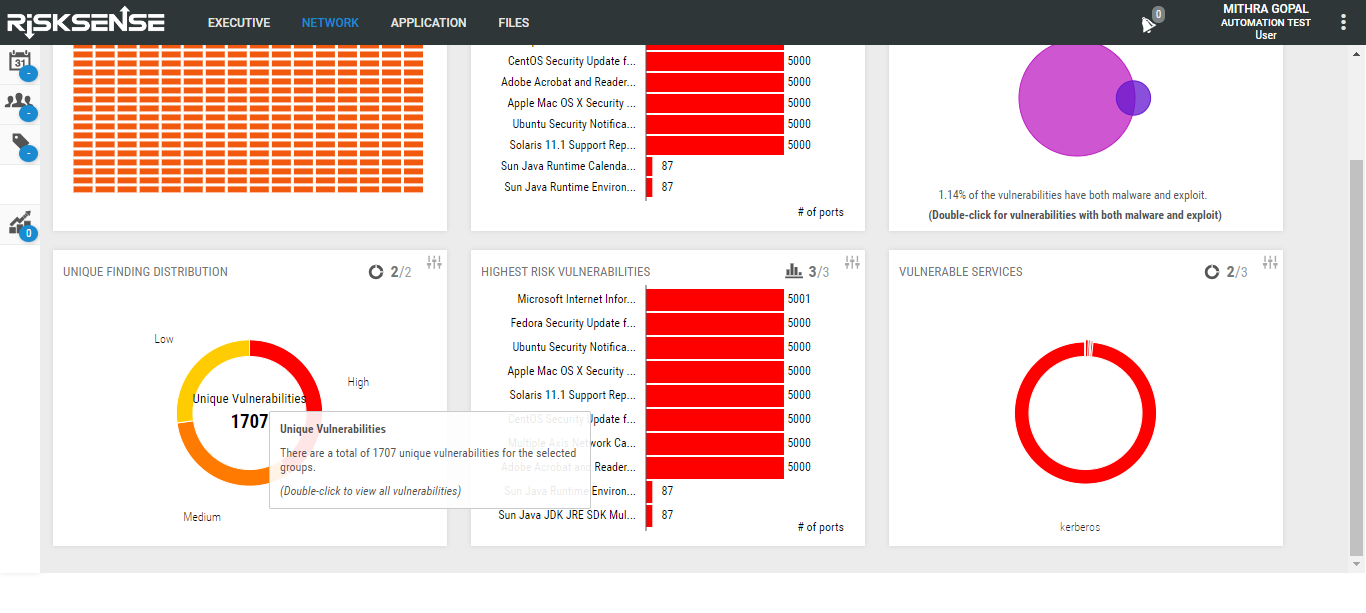 RiSKSENSE
EXECUTIVE
NETWORK
APPLICATION
FILES
0
MITHRA GOPAL
AUTOMATION TEST
User
31
-
-
-
0
CentOS Security Update f... 5000
Adobe Acrobat and Reader... 5000
Apple Mac OS X Security ... 5000
Ubuntu Security Notifica... 5000
Solaris 11.1 Support Rep... 5000
Sun Java Runtime Calenda... 87
Sun Java Runtime Environ... 87
# of ports
1.14% of the vulnerabilities have both malware and exploit.
(Double-click for vulnerabilities with both malware and exploit)
UNIQUE FINDING DISTRIBUTION
2/2
Low
High
Unique Vulnerabilities
1707
Medium
Unique Vulnerabilities
There are a total of 1707 unique vulnerabilities for the selected
groups.
(Double-click to view all vulnerabilities)
HIGHEST RISK VULNERABILITIES
3/3
Microsoft Internet Infor... 5001
Fedora Security Update f... 5000
Ubuntu Security Notifica... 5000
Apple Mac OS X Security ... 5000
Solaris 11.1 Support Rep... 5000
CentOS Security Update f... 5000
Multiple Axis Network Ca... 5000
Adobe Acrobat and Reader... 5000
Sun Java Runtime Environ... 87
Sun Java JDK JRE SDK Mul... 87
# of ports
VULNERABLE SERVICES
2/3
kerberos